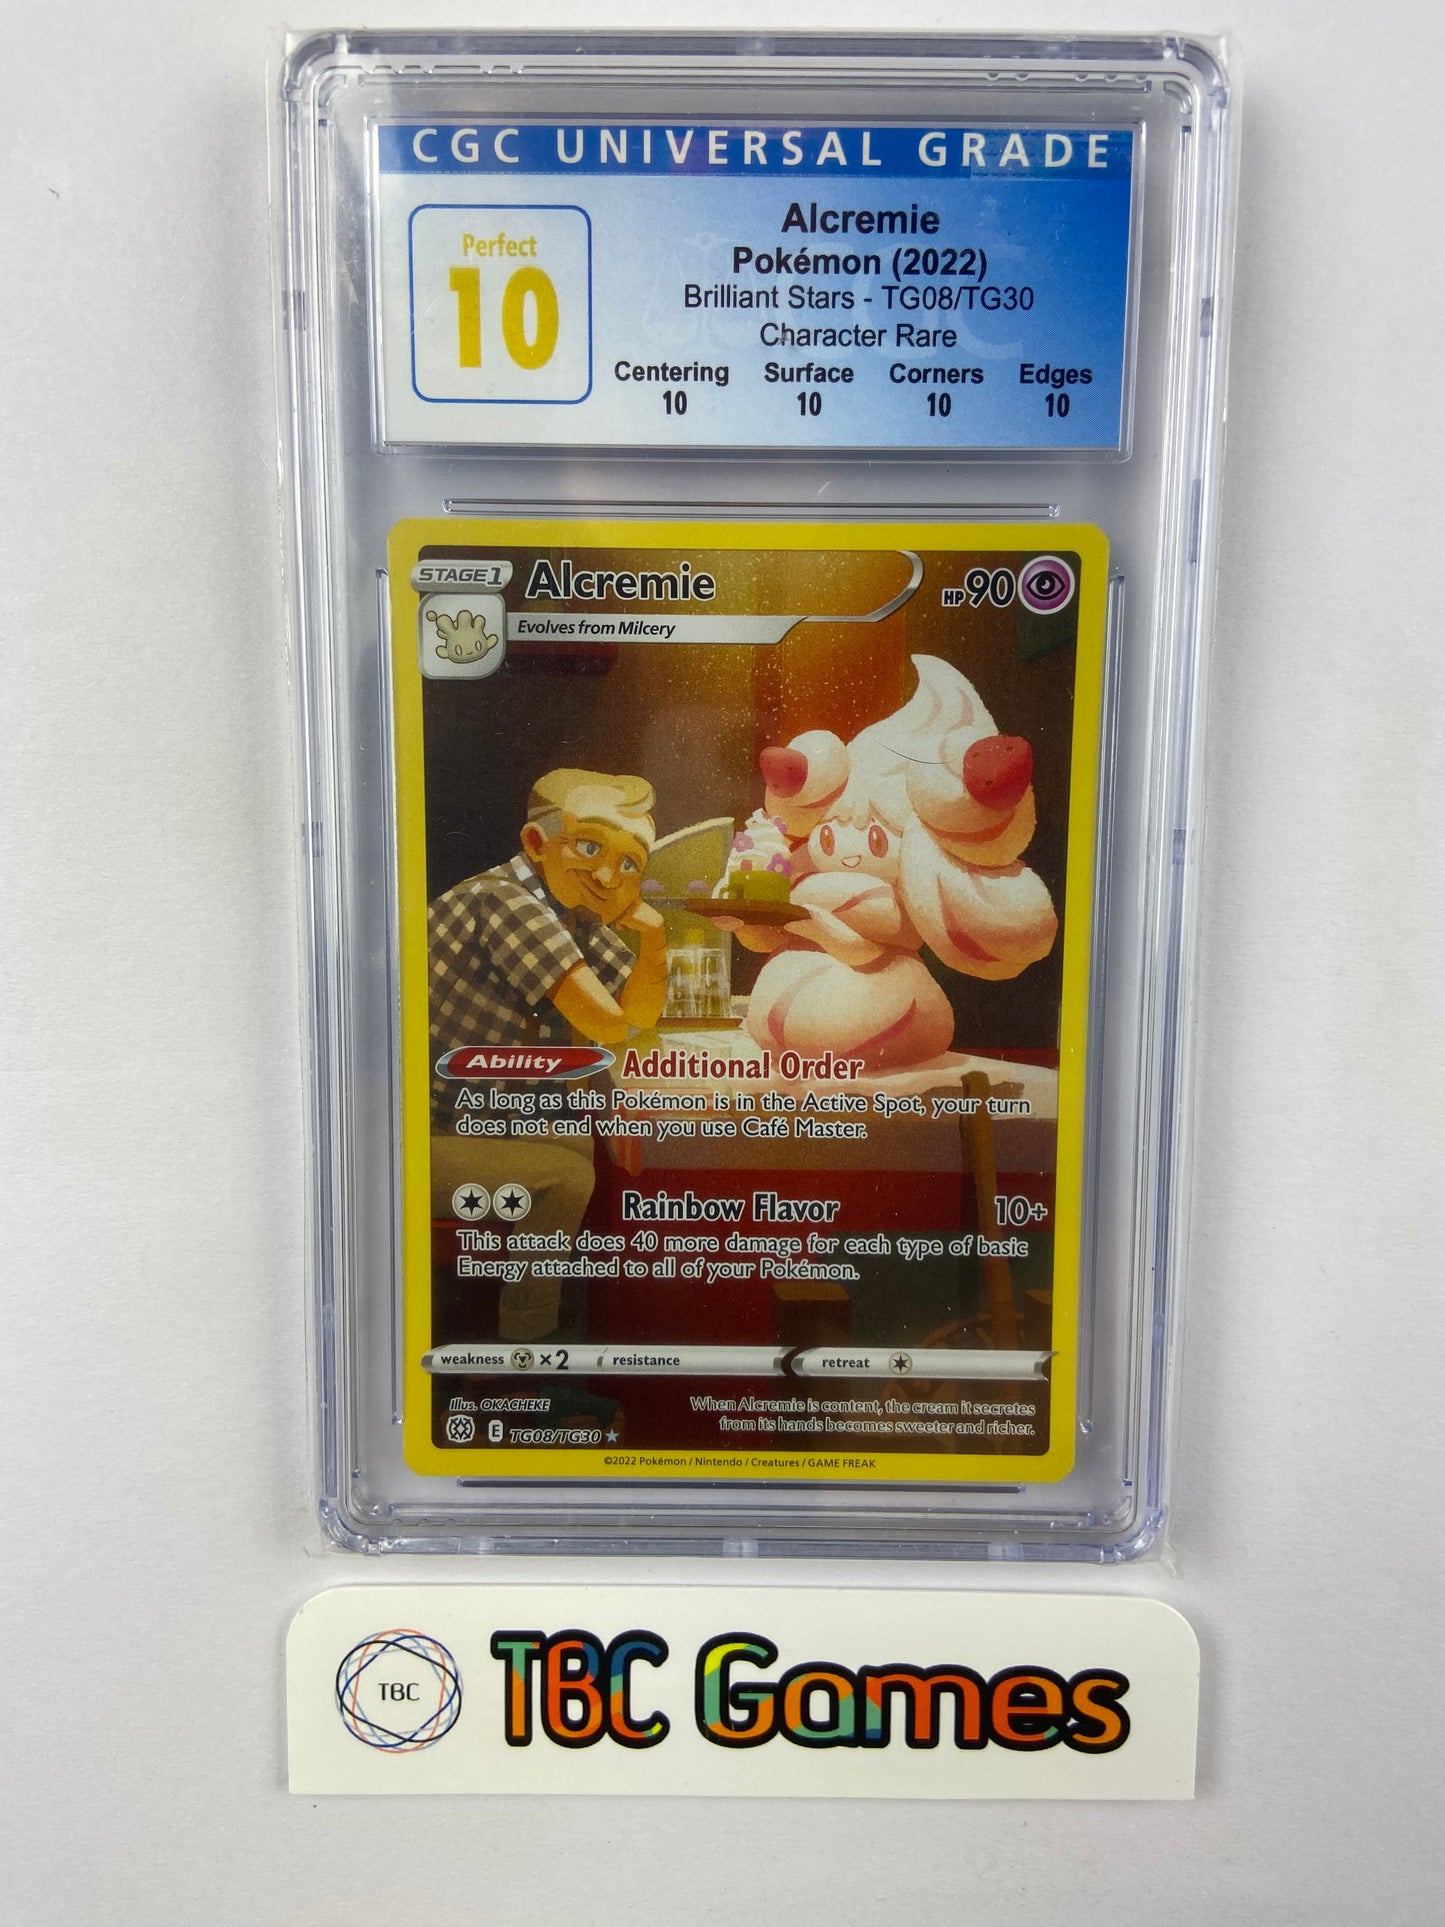 CGC UNIVERSAL GRADE
Perfect
10
Alcremie
Pokémon (2022)
Brilliant Stars - TG08/TG30
Character Rare
Centering Surface Corners Edges
10 10 10 10
STAGE 1 Alcremie HP 90
Evolves from Milcery
Ability Additional Order
As long as this Pokémon is in the Active Spot, your turn
does not end when you use Café Master.
Rainbow Flavor 10+
This attack does 40 more damage for each type of basic
Energy attached to all of your Pokémon.
weakness ×2 resistance retreat
Illus. OKACHEKE
When Alcremie is content, the cream it secretes
from its hands becomes sweeter and richer.
E TG08/TG30
©2022 Pokémon / Nintendo / Creatures / GAME FREAK
TBC TBC Games